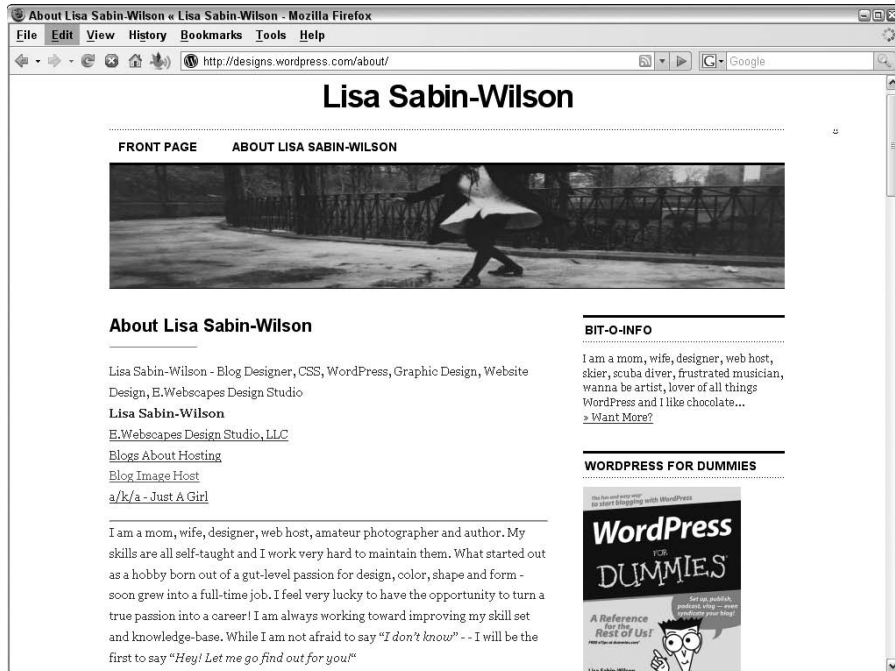 About Lisa Sabin-Wilson « Lisa Sabin-Wilson - Mozilla Firefox
File Edit View History Bookmarks Tools Help
http://designs.wordpress.com/about/
G Google
Lisa Sabin-Wilson
FRONT PAGE ABOUT LISA SABIN-WILSON
About Lisa Sabin-Wilson
Lisa Sabin-Wilson - Blog Designer, CSS, WordPress, Graphic Design, Website
Design, E.Webscapes Design Studio
Lisa Sabin-Wilson
E.Webscapes Design Studio, LLC
Blogs About Hosting
Blog Image Host
a/k/a - Just A Girl
I am a mom, wife, designer, web host, amateur photographer and author. My
skills are all self-taught and I work very hard to maintain them. What started out
as a hobby born out of a gut-level passion for design, color, shape and form -
soon grew into a full-time job. I feel very lucky to have the opportunity to turn a
true passion into a career! I am always working toward improving my skill set
and knowledge-base. While I am not afraid to say “I don't know” - - I will be the
first to say “Hey! Let me go find out for you!“
BIT-O-INFO
I am a mom, wife, designer, web host,
skier, scuba diver, frustrated musician,
wanna be artist, lover of all things
WordPress and I like chocolate...
» Want More?
WORDPRESS FOR DUMMIES
The fun and easy way
to start blogging with WordPress
WordPress
FOR
DUMMIES
Set up, publish,
podcast, vlog — even
syndicate your blog!
A Reference
for the
Rest of Us!
FREE eTips at dummies.com
Lisa Sabin-Wilson